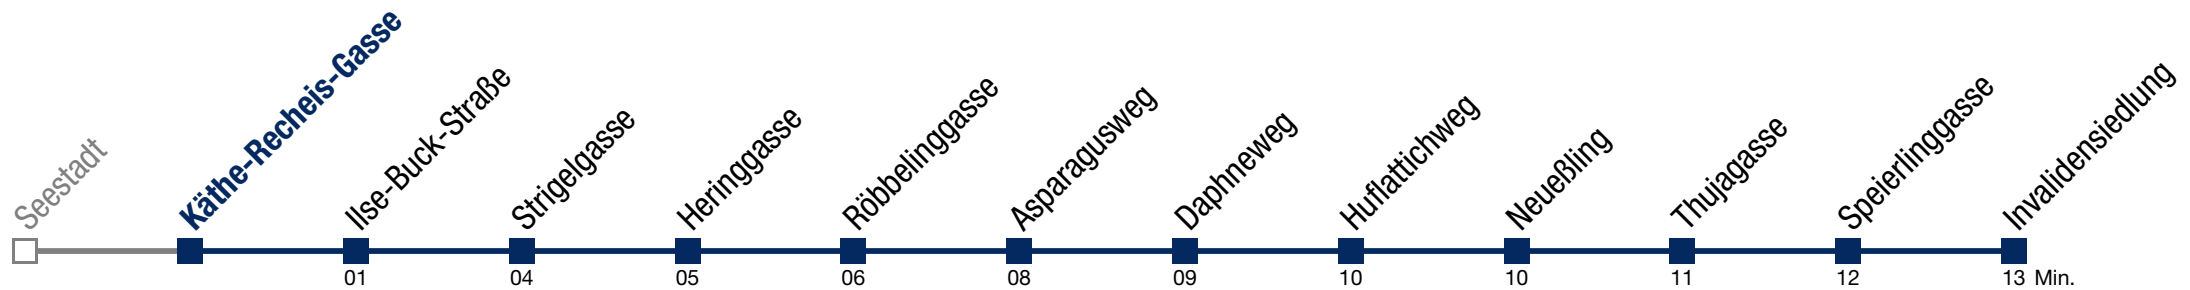 Seestadt
Käthe-Recheis-Gasse
Ilse-Buck-Straße
Strigelgasse
Heringgasse
Röbbelinggasse
Asparagusweg
Daphneweg
Huflattichweg
Neueßling
Thujagasse
Speierlinggasse
Invalidensiedlung
01 04 05 06 08 09 10 10 11 12 13 Min.